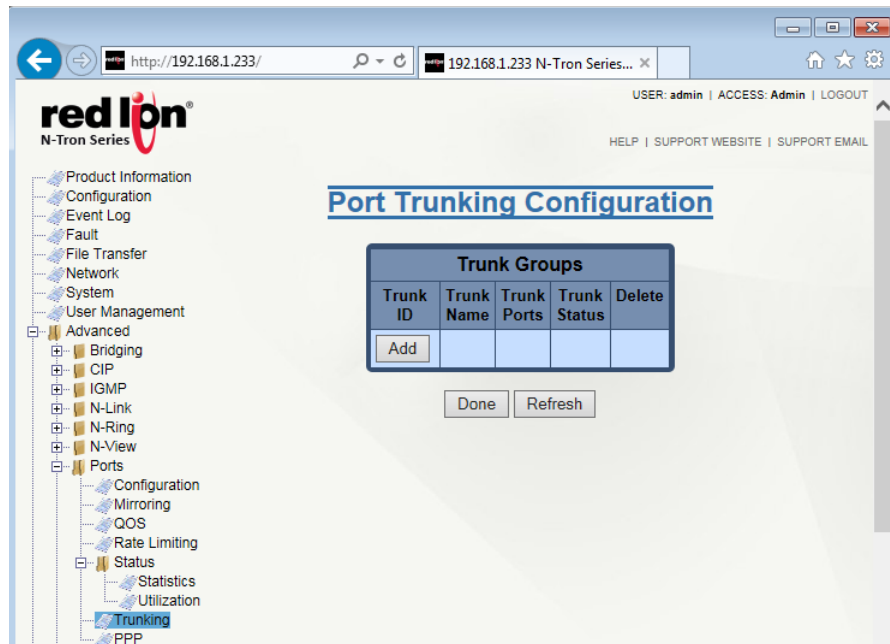 http://192.168.1.233/
192.168.1.233 N-Tron Series...
USER: admin | ACCESS: Admin | LOGOUT
red lion®
N-Tron Series
HELP | SUPPORT WEBSITE | SUPPORT EMAIL
Product Information
Configuration
Event Log
Fault
File Transfer
Network
System
User Management
Advanced
Bridging
CIP
IGMP
N-Link
N-Ring
N-View
Ports
Configuration
Mirroring
QOS
Rate Limiting
Status
Statistics
Utilization
Trunking
PPP
Port Trunking Configuration
Trunk Groups
Trunk ID Trunk Name Trunk Ports Trunk Status Delete
Add
Done Refresh